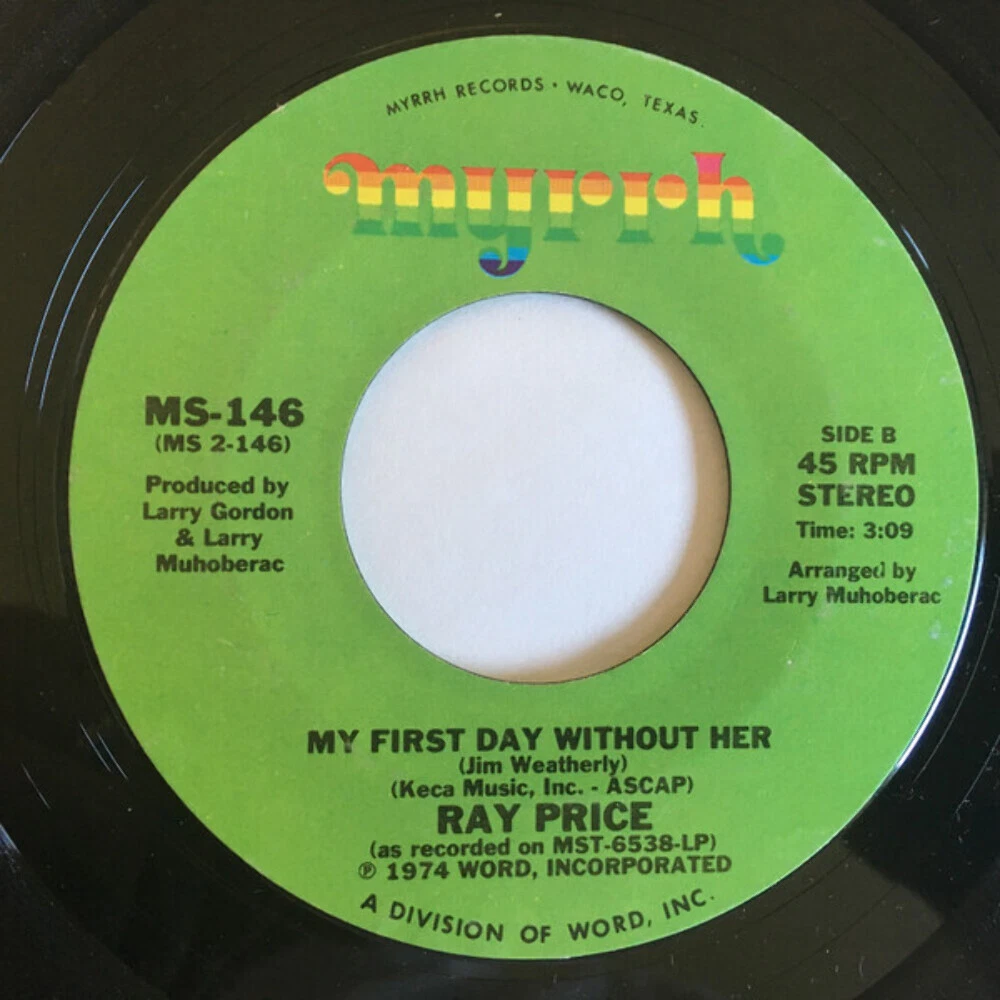 MYRRH RECORDS • WACO, TEXAS.
myrrh
MS-146
(MS 2-146)
Produced by
Larry Gordon
& Larry
Muhoberac
SIDE B
45 RPM
STEREO
Time: 3:09
Arranged by
Larry Muhoberac
MY FIRST DAY WITHOUT HER
(Jim Weatherly)
(Keca Music, Inc. - ASCAP)
RAY PRICE
(as recorded on MST-6538-LP)
℗ 1974 WORD, INCORPORATED
A DIVISION OF WORD, INC.